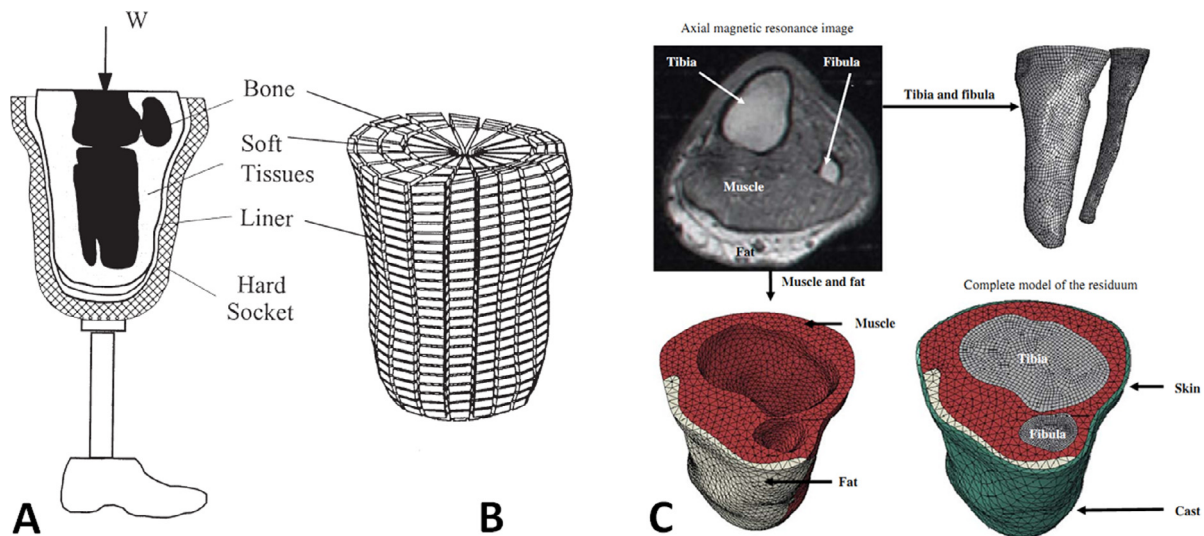 W
Bone
Soft
Tissues
Liner
Hard
Socket
A
B
Axial magnetic resonance image
Tibia
Fibula
Muscle
Fat
Tibia and fibula
Muscle and fat
Complete model of the residuum
Muscle
Fat
Tibia
Fibula
Skin
Cast
C